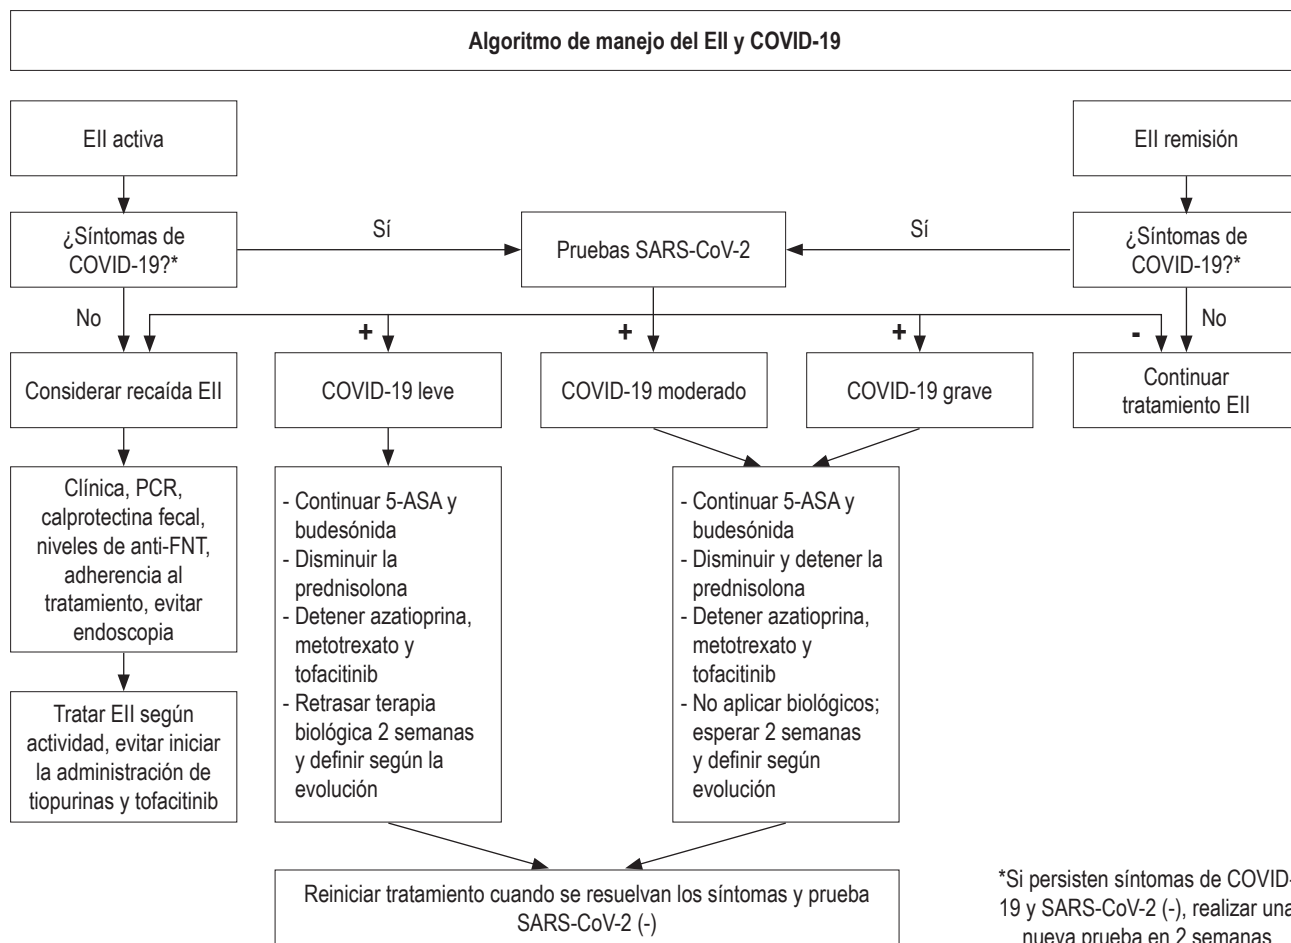 Algoritmo de manejo del EII y COVID-19
EII activa
EII remisión
¿Síntomas de
COVID-19?*
Sí
Pruebas SARS-CoV-2
Sí
¿Síntomas de
COVID-19?*
No
+
+
+
-
No
Considerar recaída EII
COVID-19 leve
COVID-19 moderado
COVID-19 grave
Continuar
tratamiento EII
Clínica, PCR,
calprotectina fecal,
niveles de anti-FNT,
adherencia al
tratamiento, evitar
endoscopia
- Continuar 5-ASA y
budesónida
- Disminuir la
prednisolona
- Detener azatioprina,
metotrexato y
tofacitinib
- Retrasar terapia
biológica 2 semanas
y definir según la
evolución
- Continuar 5-ASA y
budesónida
- Disminuir y detener la
prednisolona
- Detener azatioprina,
metotrexato y
tofacitinib
- No aplicar biológicos;
esperar 2 semanas
y definir según
evolución
Tratar EII según
actividad, evitar iniciar
la administración de
tiopurinas y tofacitinib
Reiniciar tratamiento cuando se resuelvan los síntomas y prueba
SARS-CoV-2 (-)
*Si persisten síntomas de COVID-
19 y SARS-CoV-2 (-), realizar una
nueva prueba en 2 semanas